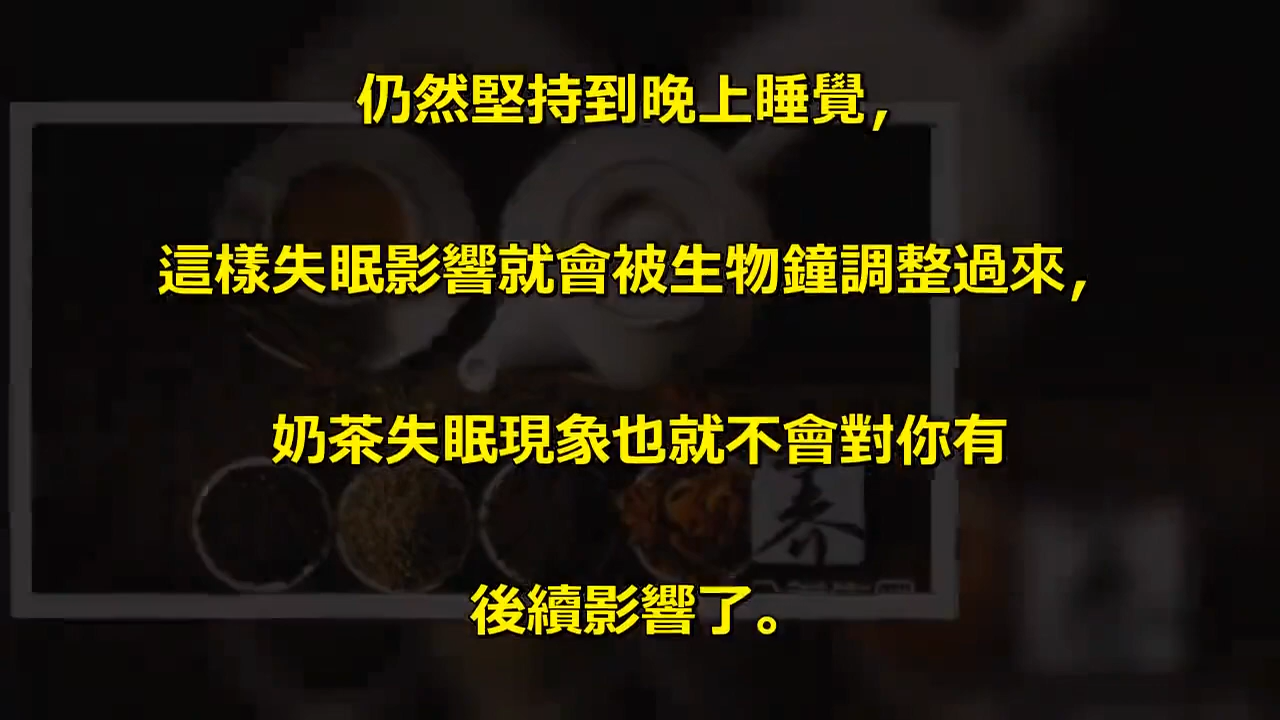 仍然堅持到晚上睡覺，
這樣失眠影響就會被生物鐘調整過來，
奶茶失眠現象也就不會對你有
後續影響了。